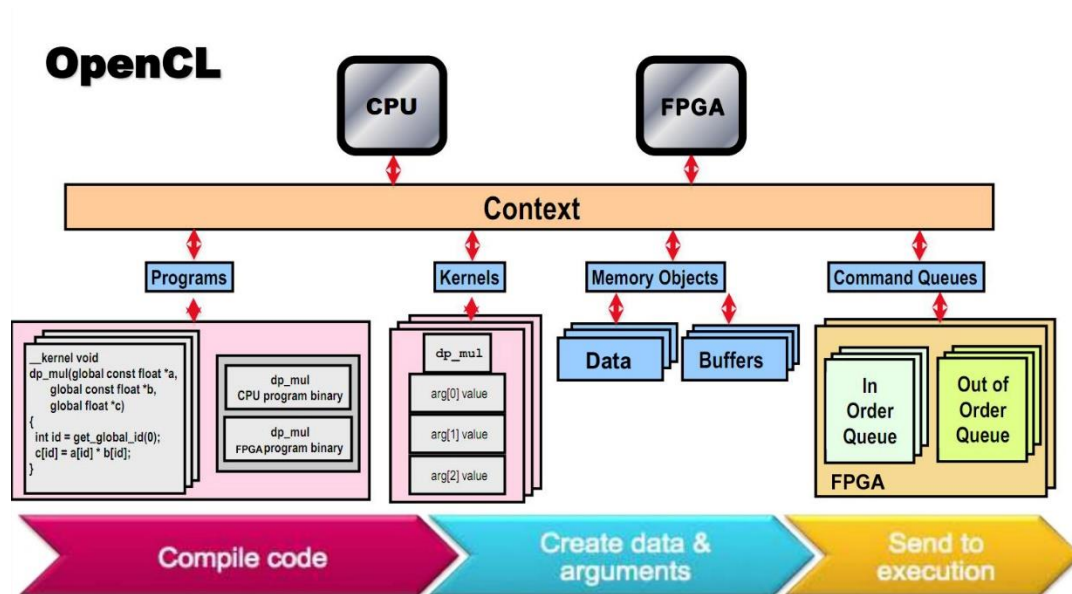 OpenCL
CPU
FPGA
Context
Programs
Kernels
Memory Objects
Command Queues
__kernel void
dp_mul(global const float *a,
global const float *b,
global float *c)
{
int id = get_global_id(0);
c[id] = a[id] * b[id];
}
dp_mul
CPU program binary
dp_mul
FPGA program binary
dp_mul
arg[0] value
arg[1] value
arg[2] value
Data
Buffers
In
Order
Queue
Out of
Order
Queue
FPGA
Compile code
Create data &
arguments
Send to
execution